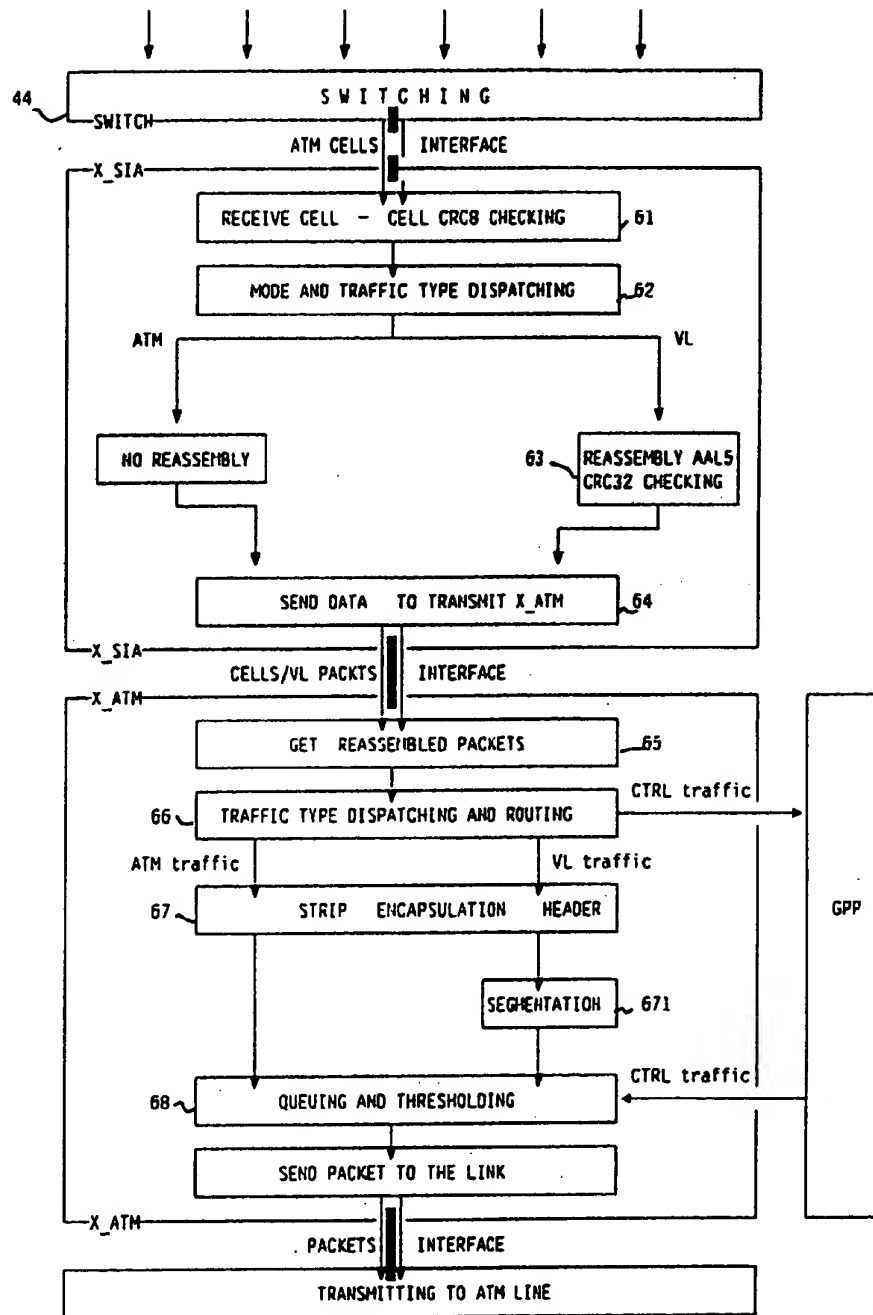 S W I T C H I N G
44
SWITCH
ATM CELLS INTERFACE
X_SIA
RECEIVE CELL - CELL CRC8 CHECKING
61
MODE AND TRAFFIC TYPE DISPATCHING
62
ATM
VL
NO REASSEMBLY
63
REASSEMBLY AAL5
CRC32 CHECKING
SEND DATA TO TRANSMIT X_ATM
64
X_SIA
CELLS/VL PACKTS INTERFACE
X_ATM
GET REASSEMBLED PACKETS
65
CTRL traffic
66
TRAFFIC TYPE DISPATCHING AND ROUTING
ATM traffic
VL traffic
67
STRIP ENCAPSULATION HEADER
GPP
SEGMENTATION
671
CTRL traffic
68
QUEUING AND THRESHOLDING
SEND PACKET TO THE LINK
X_ATM
PACKETS INTERFACE
TRANSMITTING TO ATM LINE